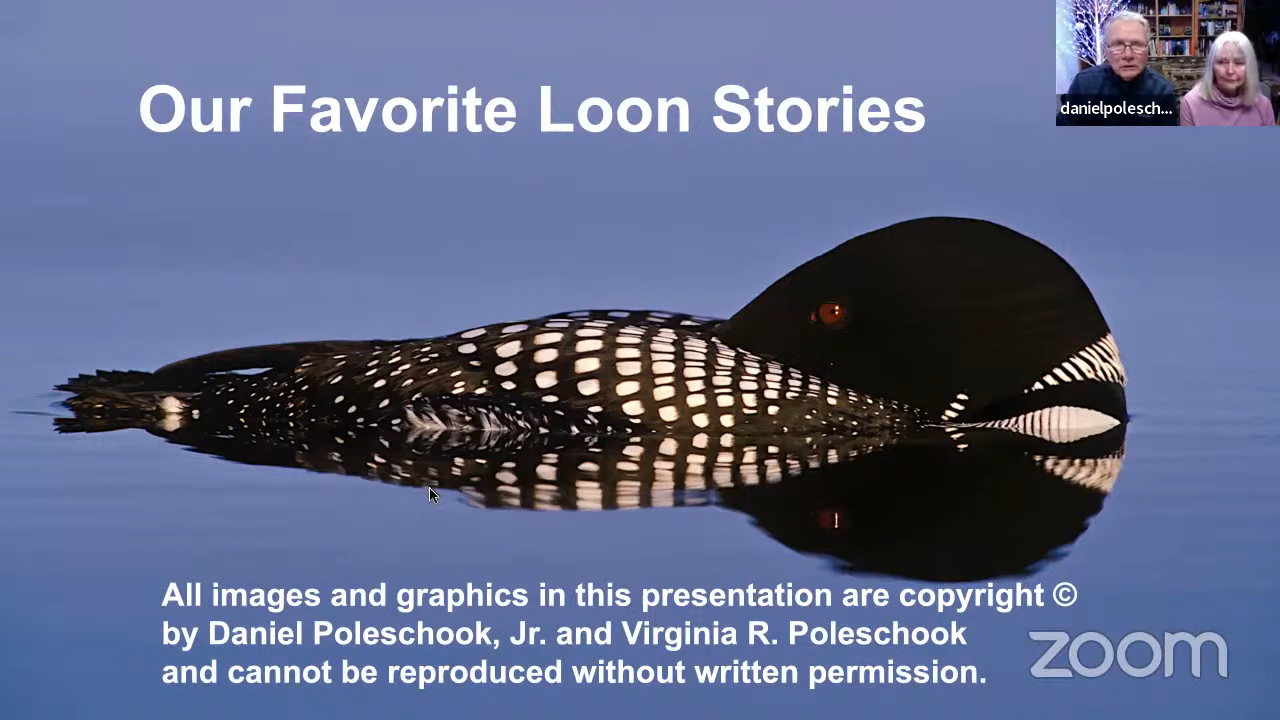 Our Favorite Loon Stories
danielpolesch...
All images and graphics in this presentation are copyright ©
by Daniel Poleschook, Jr. and Virginia R. Poleschook
and cannot be reproduced without written permission.
zoom